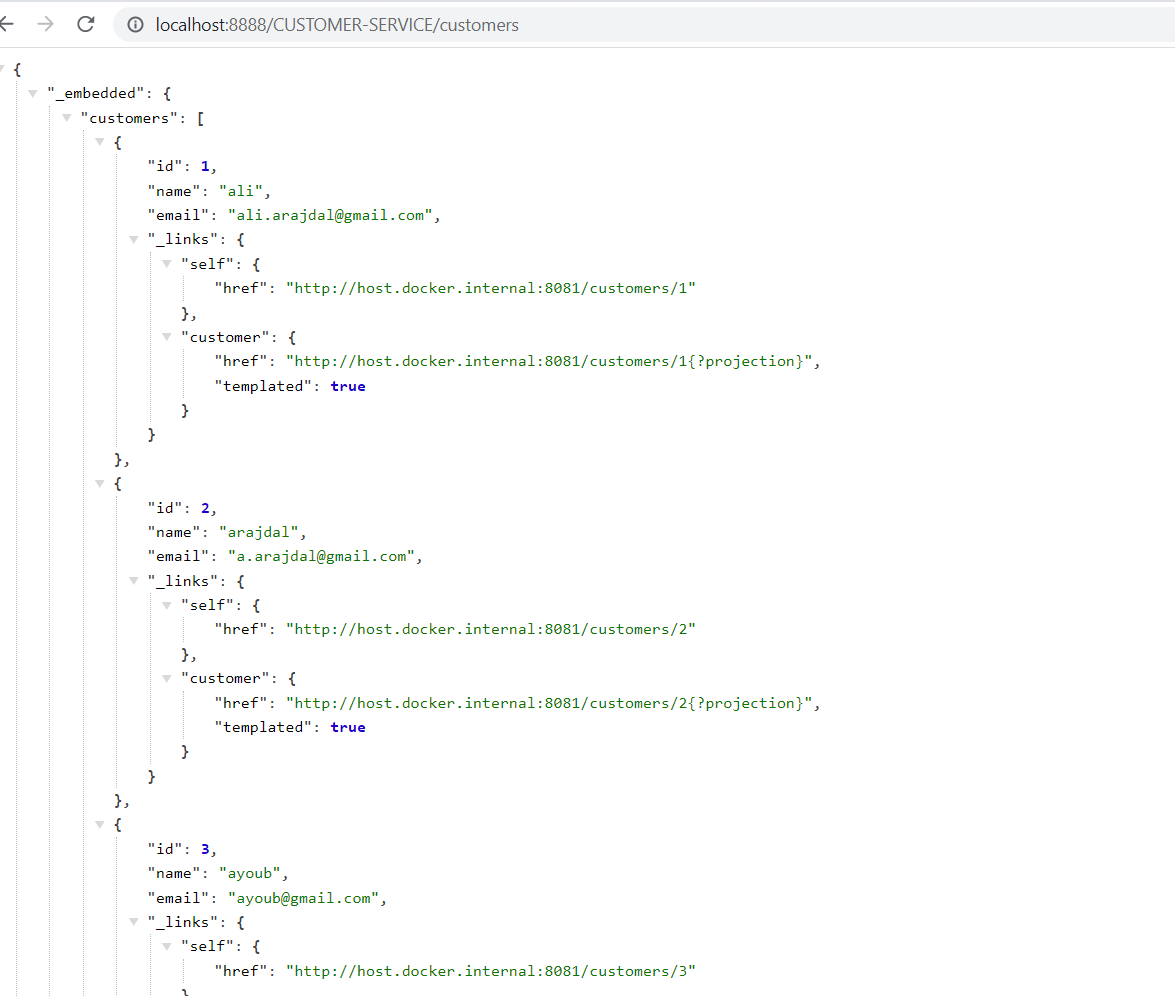 localhost:8888/CUSTOMER-SERVICE/customers
{
"_embedded": {
"customers": [
{
"id": 1,
"name": "ali",
"email": "ali.arajdal@gmail.com",
"_links": {
"self": {
"href": "http://host.docker.internal:8081/customers/1"
},
"customer": {
"href": "http://host.docker.internal:8081/customers/1{?projection}",
"templated": true
}
}
},
{
"id": 2,
"name": "arajdal",
"email": "a.arajdal@gmail.com",
"_links": {
"self": {
"href": "http://host.docker.internal:8081/customers/2"
},
"customer": {
"href": "http://host.docker.internal:8081/customers/2{?projection}",
"templated": true
}
}
},
{
"id": 3,
"name": "ayoub",
"email": "ayoub@gmail.com",
"_links": {
"self": {
"href": "http://host.docker.internal:8081/customers/3"
}